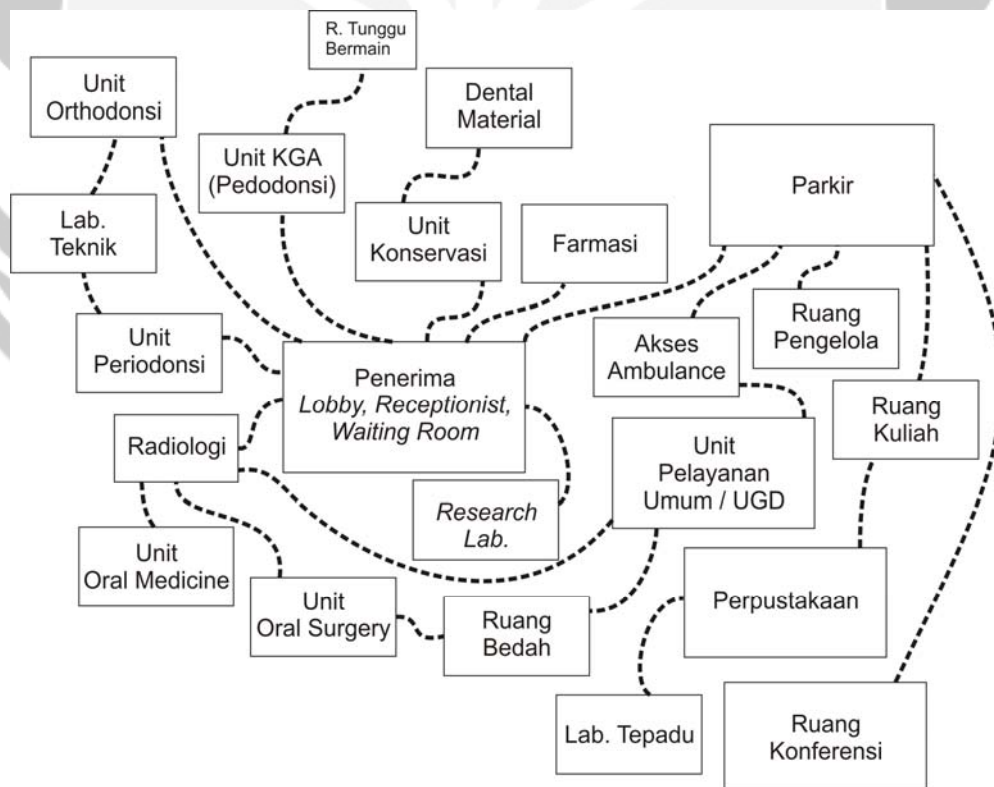 R. Tunggu
Bermain
Unit
Orthodonsi
Dental
Material
Unit KGA
(Pedodonsi)
Parkir
Lab.
Teknik
Unit
Konservasi
Farmasi
Unit
Periodonsi
Akses
Ambulance
Ruang
Pengelola
Penerima
Lobby, Receptionist,
Waiting Room
Ruang
Kuliah
Radiologi
Unit
Pelayanan
Umum / UGD
Research
Lab.
Unit
Oral Medicine
Unit
Oral Surgery
Ruang
Bedah
Perpustakaan
Lab. Tepadu
Ruang
Konferensi